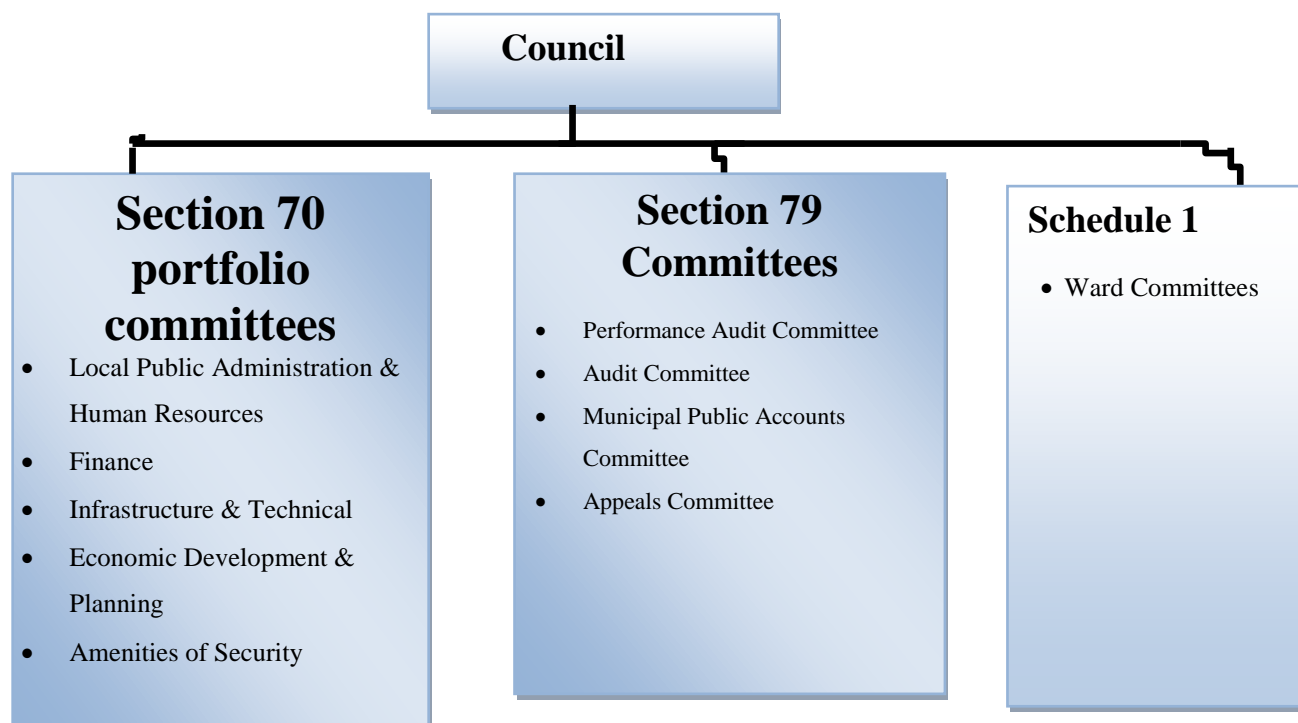 Council
Section 70
portfolio
committees
• Local Public Administration &
Human Resources
• Finance
• Infrastructure & Technical
• Economic Development &
Planning
• Amenities of Security
Section 79
Committees
• Performance Audit Committee
• Audit Committee
• Municipal Public Accounts
Committee
• Appeals Committee
Schedule 1
• Ward Committees